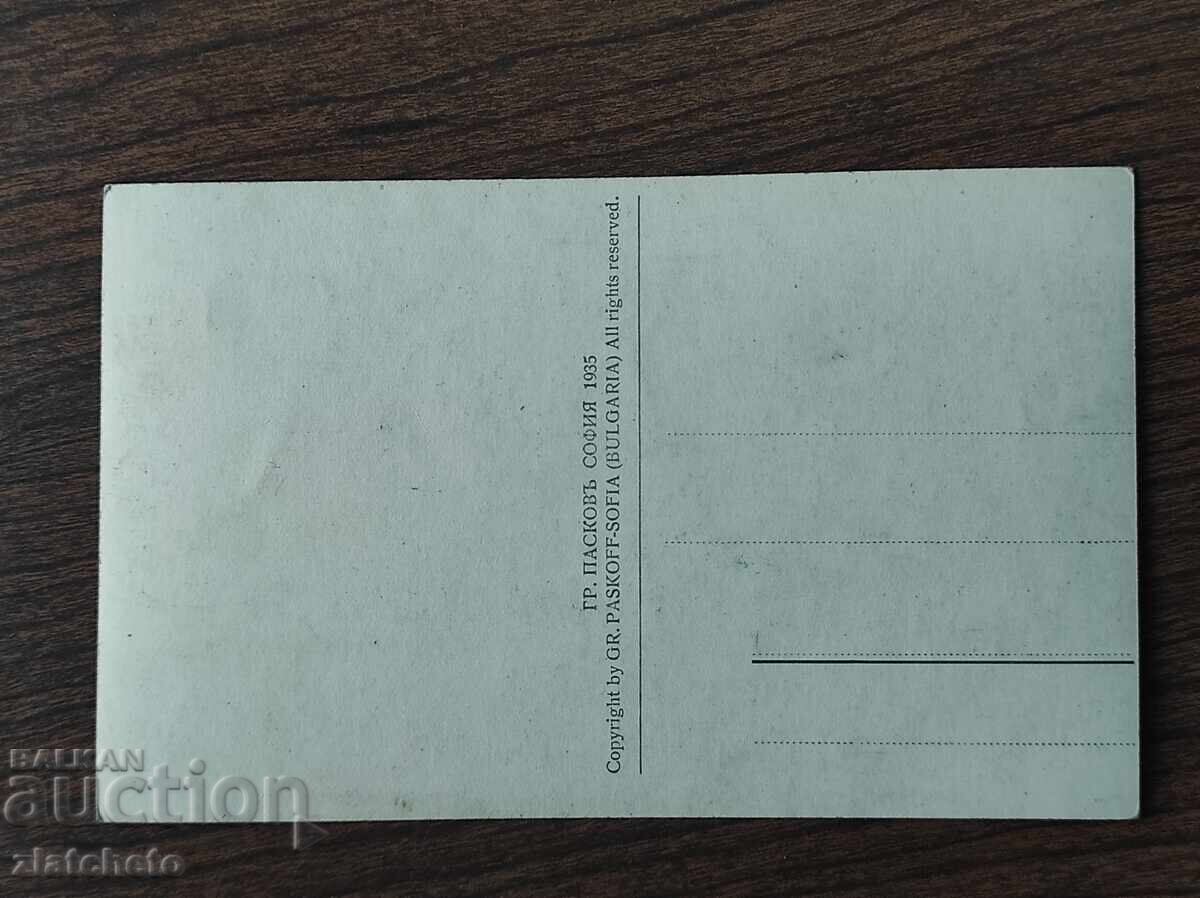 ГР. ПАСКОВЪ СОФИЯ 1935
Copyright by GR. PASKOFF-SOFIA (BULGARIA) All rights reserved.
BALKAN
auction
zlatcheto